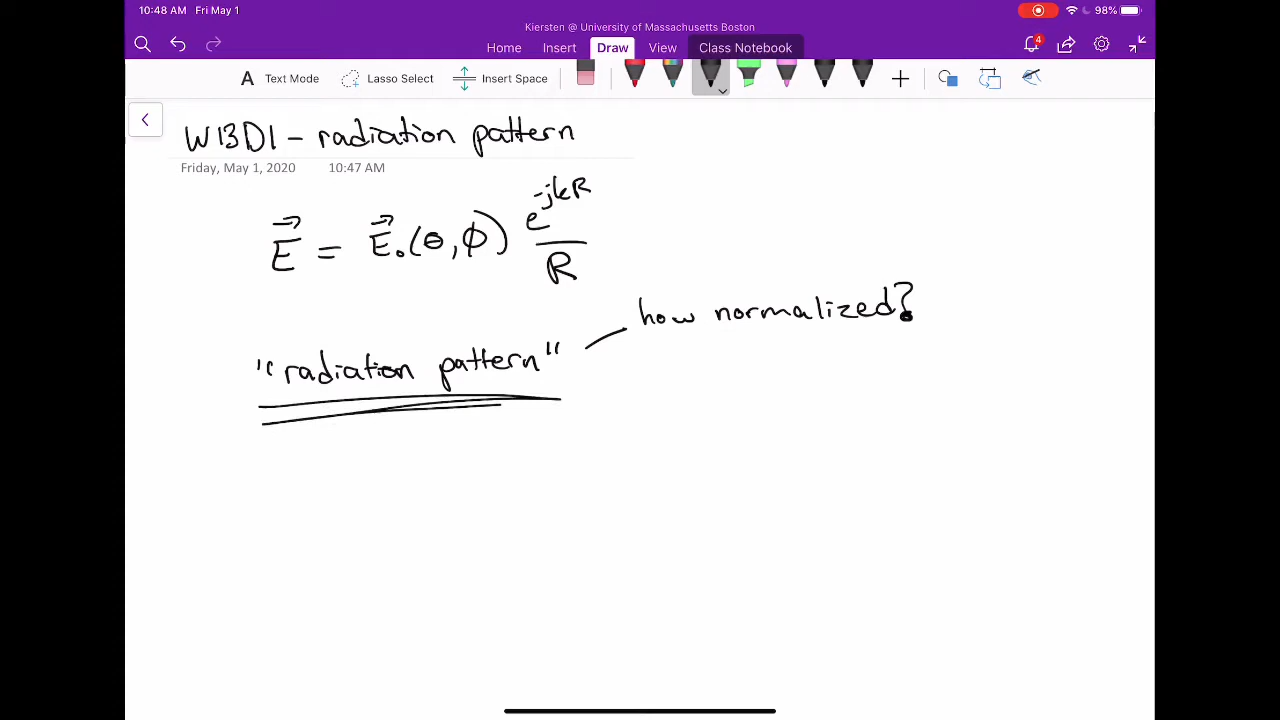 10:48 AM Fri May 1 98%
Kiersten @ University of Massachusetts Boston
Home Insert Draw View Class Notebook
4
A Text Mode Lasso Select Insert Space
W13D1 – radiation pattern
Friday, May 1, 2020 10:47 AM
E⃗ = E⃗₀(θ,ϕ) e^-jkR / R
how normalized?
"radiation pattern"